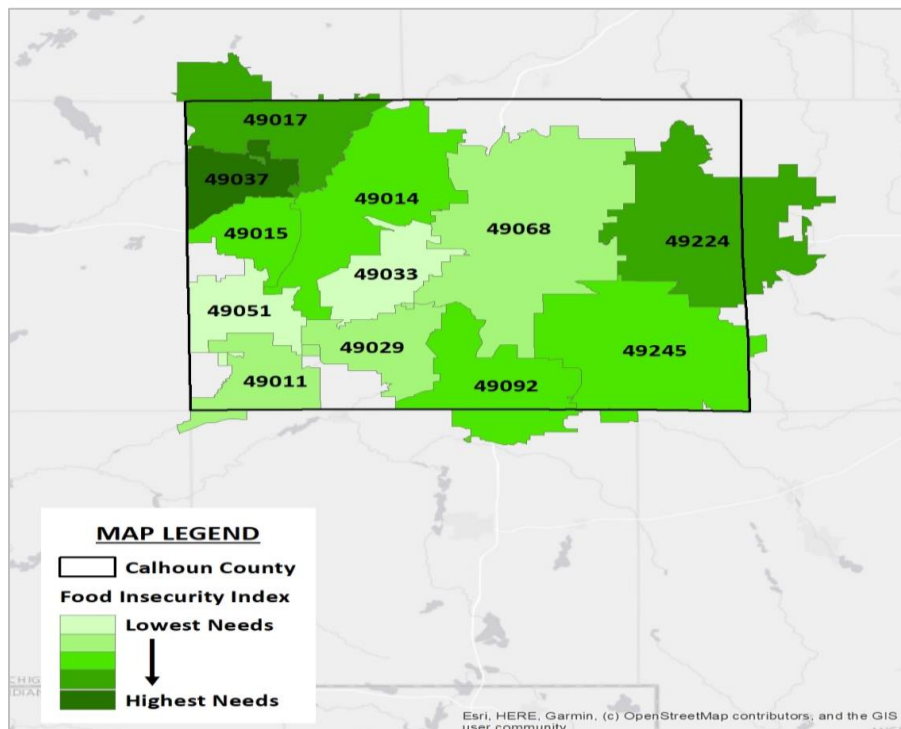 49017
49037
49014
49015
49068
49224
49033
49051
49029
49245
49011
49092
MAP LEGEND
Calhoun County
Food Insecurity Index
Lowest Needs
Highest Needs
Esri, HERE, Garmin, (c) OpenStreetMap contributors, and the GIS
user community